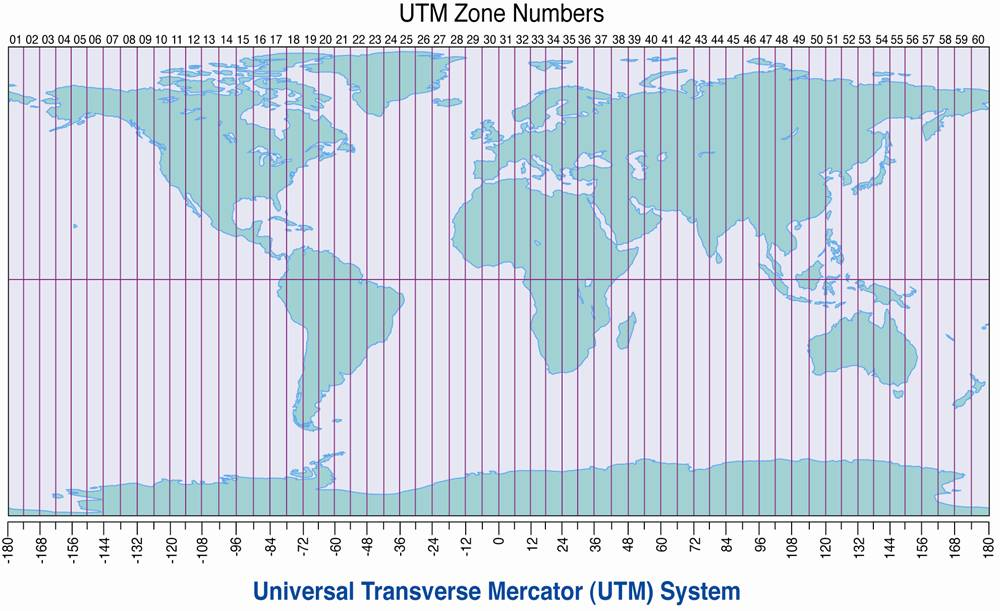 UTM Zone Numbers
01 02 03 04 05 06 07 08 09 10 11 12 13 14 15 16 17 18 19 20 21 22 23 24 25 26 27 28 29 30 31 32 33 34 35 36 37 38 39 40 41 42 43 44 45 46 47 48 49 50 51 52 53 54 55 56 57 58 59 60
-180 -168 -156 -144 -132 -120 -108 -96 -84 -72 -60 -48 -36 -24 -12 0 12 24 36 48 60 72 84 96 108 120 132 144 156 168 180
Universal Transverse Mercator (UTM) System